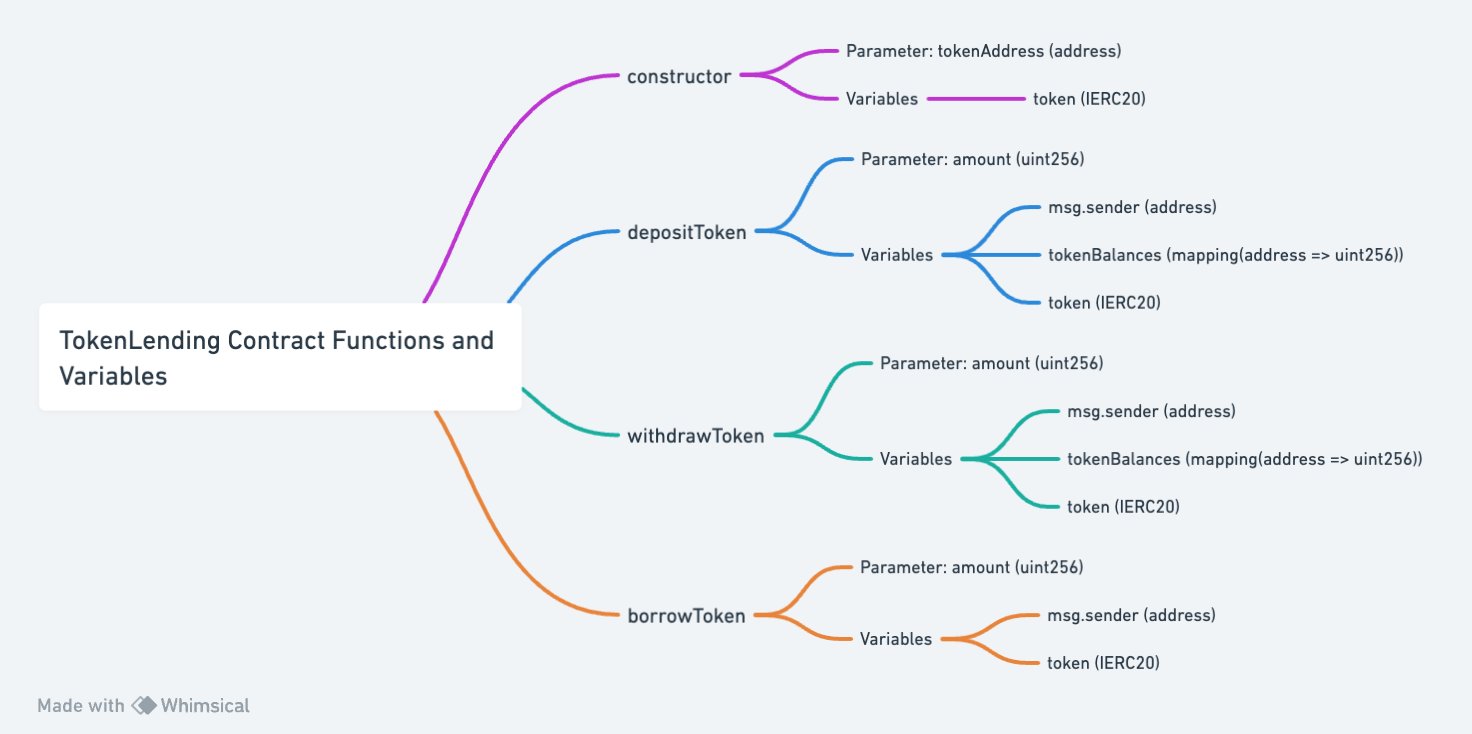 Parameter: tokenAddress (address)
constructor
Variables
token (IERC20)
Parameter: amount (uint256)
msg.sender (address)
depositToken
Variables
tokenBalances (mapping(address => uint256))
token (IERC20)
TokenLending Contract Functions and
Variables
Parameter: amount (uint256)
msg.sender (address)
withdrawToken
Variables
tokenBalances (mapping(address => uint256))
token (IERC20)
Parameter: amount (uint256)
borrowToken
msg.sender (address)
Variables
token (IERC20)
Made with Whimsical